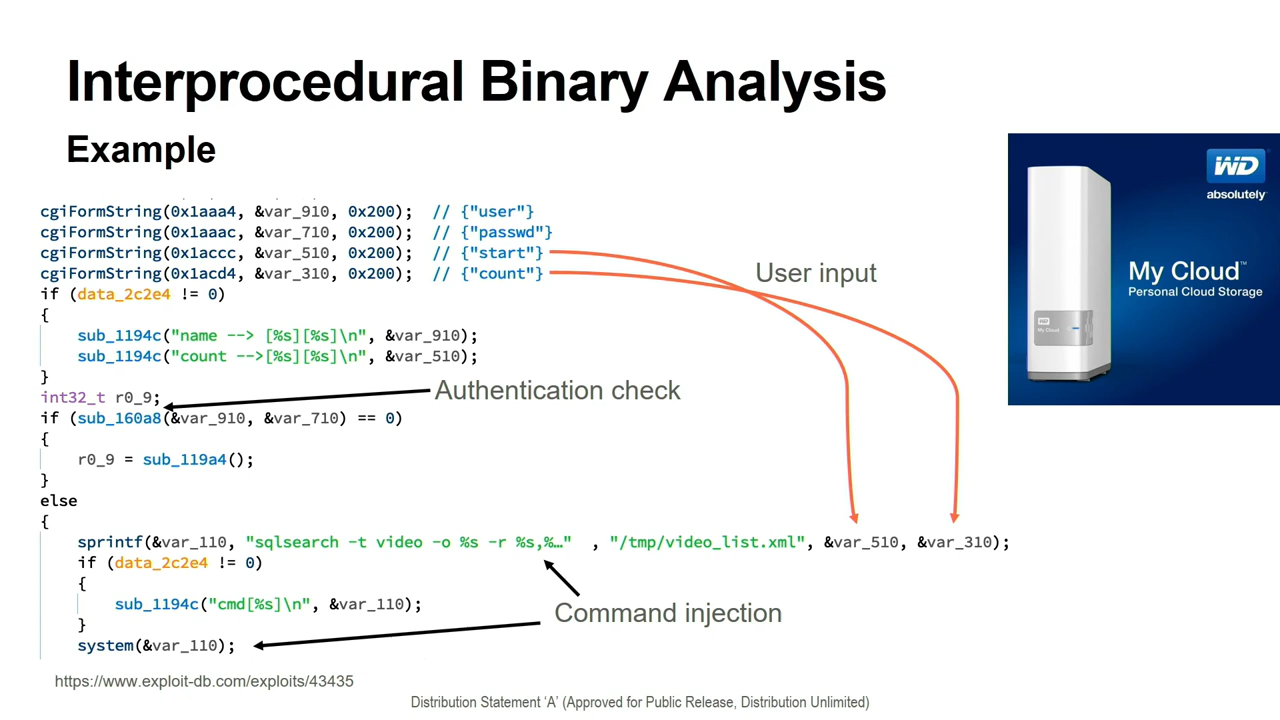 Interprocedural Binary Analysis
Example
cgiFormString(0x1aaa4, &var_910, 0x200);  // {"user"}
cgiFormString(0x1aaac, &var_710, 0x200);  // {"passwd"}
cgiFormString(0x1accc, &var_510, 0x200);  // {"start"}
cgiFormString(0x1acd4, &var_310, 0x200);  // {"count"}
User input
if (data_2c2e4 != 0)
{
sub_1194c("name --> [%s][%s]\n", &var_910);
sub_1194c("count -->[%s][%s]\n", &var_510);
}
int32_t r0_9;
Authentication check
if (sub_160a8(&var_910, &var_710) == 0)
{
r0_9 = sub_119a4();
}
else
{
sprintf(&var_110, "sqlsearch -t video -o %s -r %s,%…"  , "/tmp/video_list.xml", &var_510, &var_310);
if (data_2c2e4 != 0)
{
sub_1194c("cmd[%s]\n", &var_110);
}
Command injection
system(&var_110);
WD
absolutely
My Cloud™
Personal Cloud Storage
WD
My Cloud
https://www.exploit-db.com/exploits/43435
Distribution Statement ‘A’ (Approved for Public Release, Distribution Unlimited)